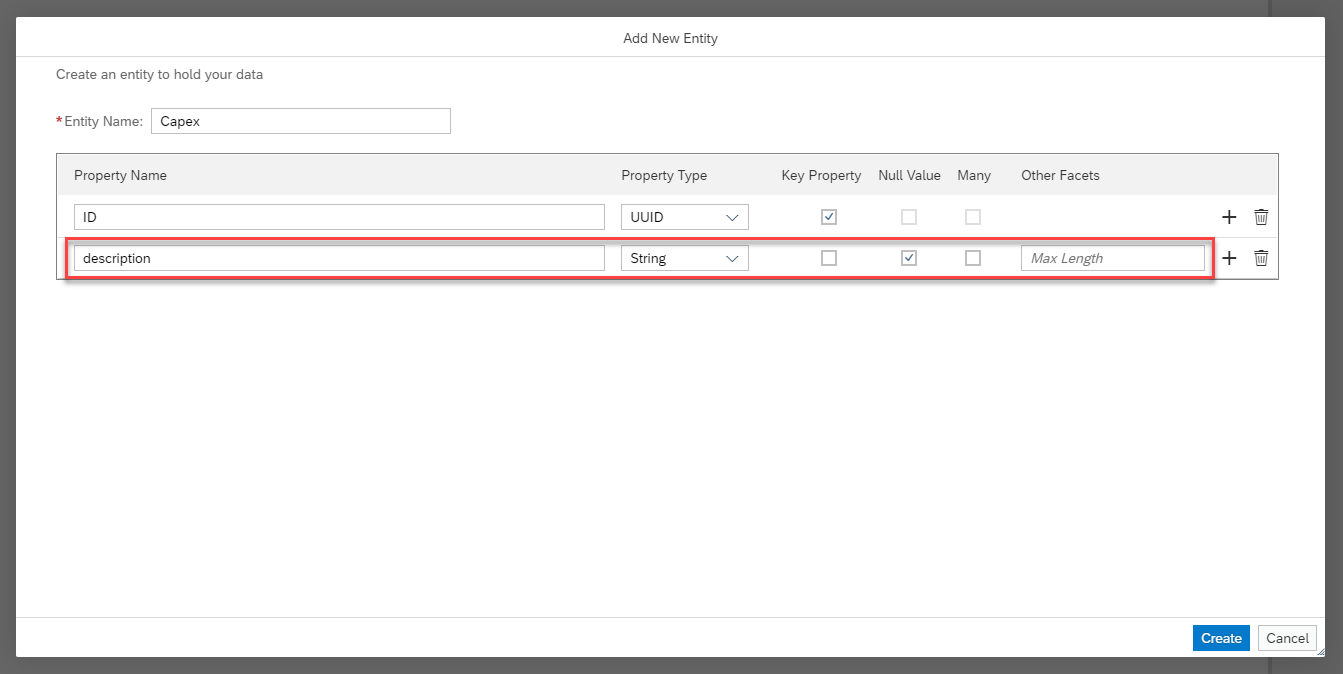 Add New Entity
Create an entity to hold your data
*Entity Name: Capex
Property Name Property Type Key Property Null Value Many Other Facets
ID UUID
description String Max Length
Create Cancel